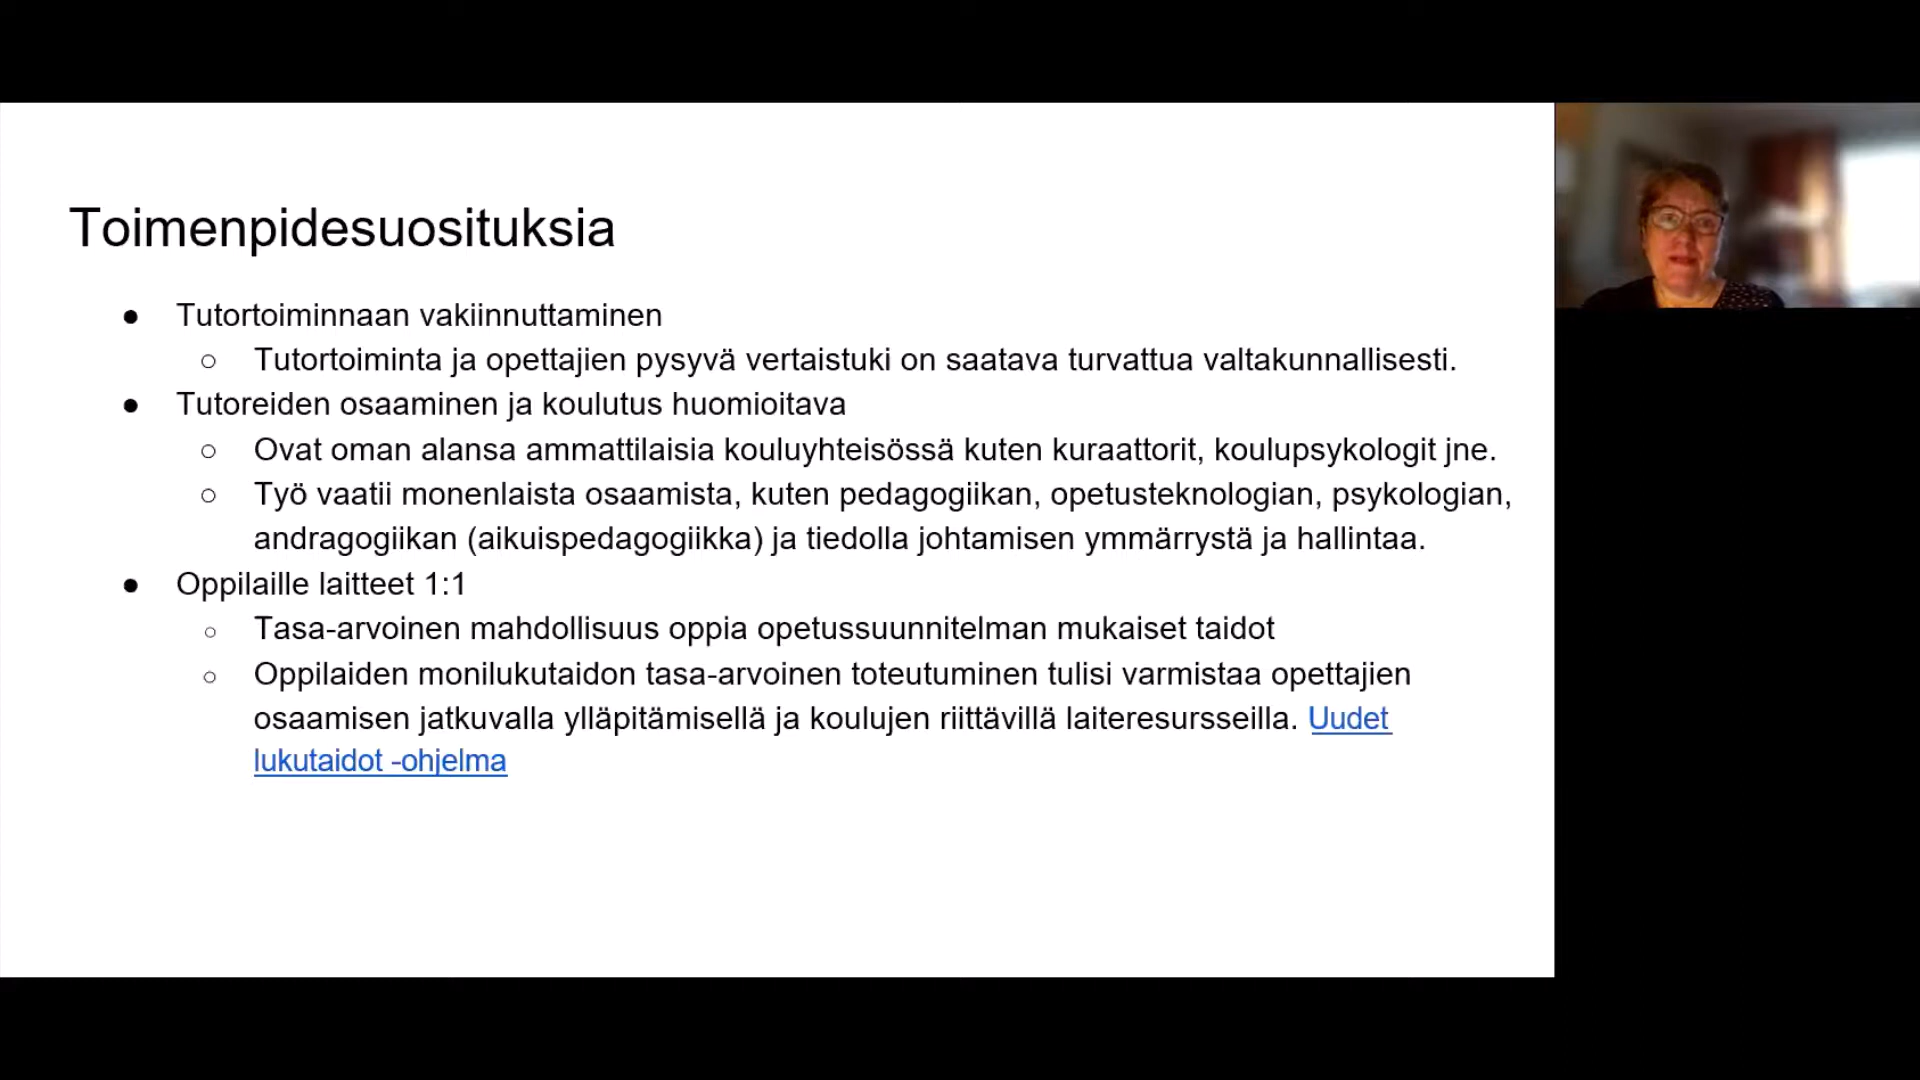 Toimenpidesuosituksia
● Tutortoiminnaan vakiinnuttaminen
○ Tutortoiminta ja opettajien pysyvä vertaistuki on saatava turvattua valtakunnallisesti.
● Tutoreiden osaaminen ja koulutus huomioitava
○ Ovat oman alansa ammattilaisia kouluyhteisössä kuten kuraattorit, koulupsykologit jne.
○ Työ vaatii monenlaista osaamista, kuten pedagogiikan, opetusteknologian, psykologian,
andragogiikan (aikuispedagogiikka) ja tiedolla johtamisen ymmärrystä ja hallintaa.
● Oppilaille laitteet 1:1
○ Tasa-arvoinen mahdollisuus oppia opetussuunnitelman mukaiset taidot
○ Oppilaiden monilukutaidon tasa-arvoinen toteutuminen tulisi varmistaa opettajien
osaamisen jatkuvalla ylläpitämisellä ja koulujen riittävillä laiteresursseilla. Uudet
lukutaidot -ohjelma